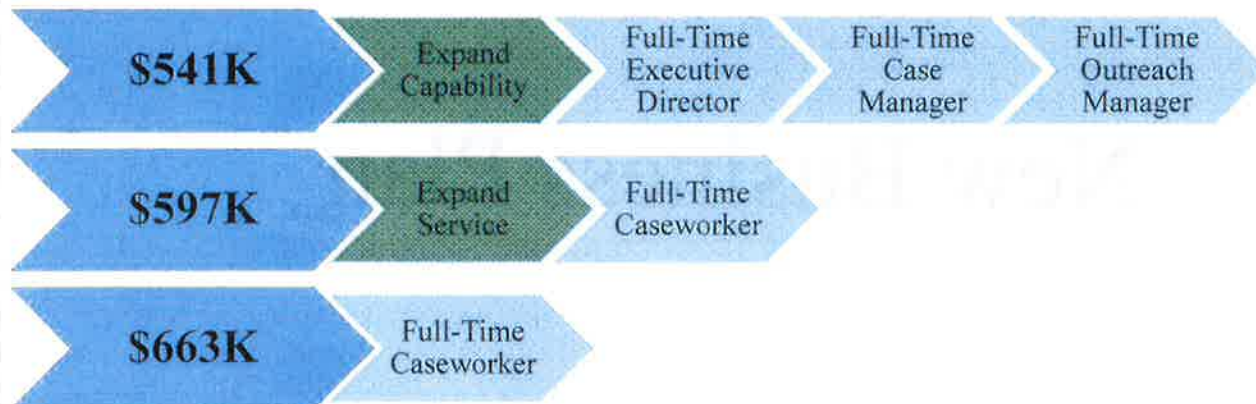 $541K
Expand
Capability
Full-Time
Executive
Director
Full-Time
Case
Manager
Full-Time
Outreach
Manager
$597K
Expand
Service
Full-Time
Caseworker
$663K
Full-Time
Caseworker